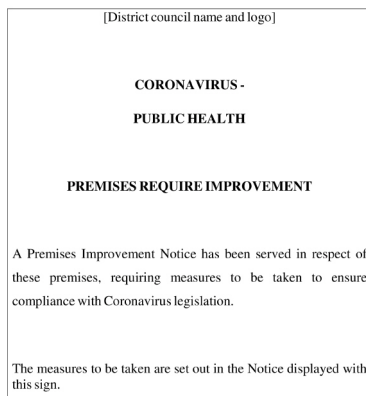 [District council name and logo]
CORONAVIRUS -
PUBLIC HEALTH
PREMISES REQUIRE IMPROVEMENT
A Premises Improvement Notice has been served in respect of
these premises, requiring measures to be taken to ensure
compliance with Coronavirus legislation.
The measures to be taken are set out in the Notice displayed with
this sign.